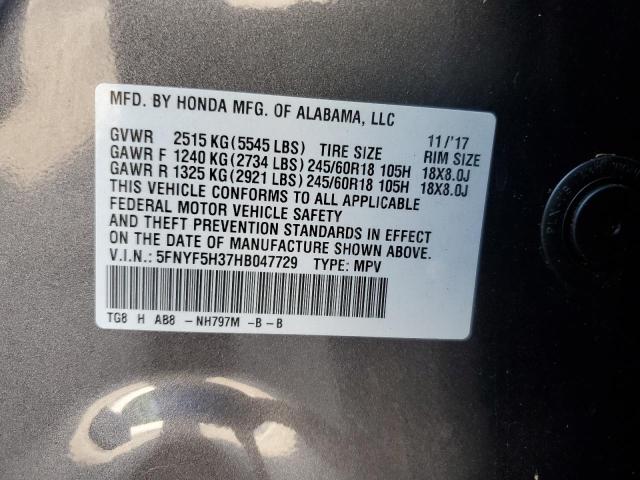 MFD. BY HONDA MFG. OF ALABAMA, LLC
11/'17
GVWR 2515 KG (5545 LBS) TIRE SIZE RIM SIZE
GAWR F 1240 KG (2734 LBS) 245/60R18 105H 18X8.0J
GAWR R 1325 KG (2921 LBS) 245/60R18 105H 18X8.0J
THIS VEHICLE CONFORMS TO ALL APPLICABLE
FEDERAL MOTOR VEHICLE SAFETY
AND THEFT PREVENTION STANDARDS IN EFFECT
ON THE DATE OF MANUFACTURE SHOWN ABOVE.
V.I.N.: 5FNYF5H37HB047729 TYPE: MPV
TG8 H AB8 -NH797M -B-B